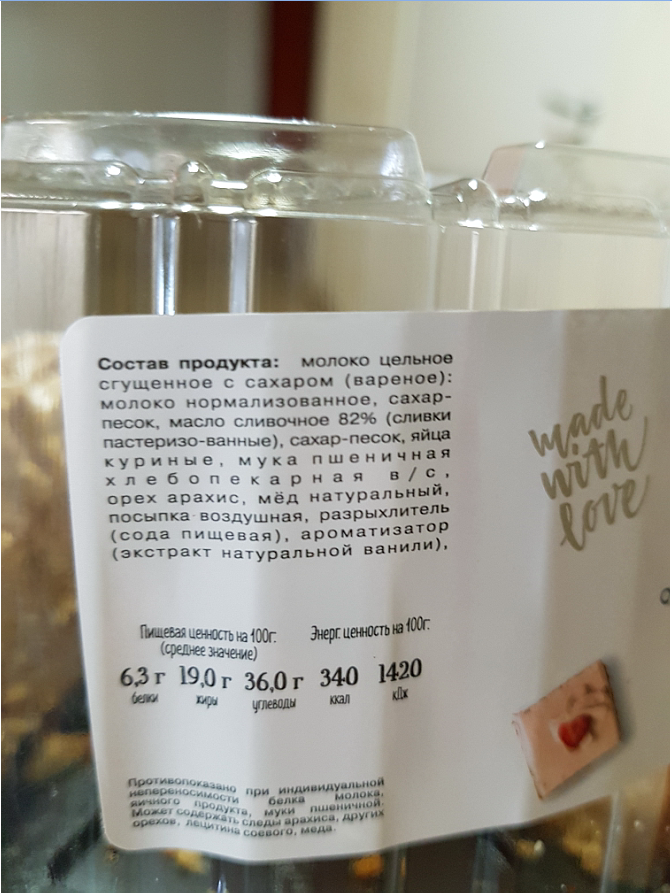 Состав продукта: молоко цельное
сгущенное с сахаром (вареное):
молоко нормализованное, сахар-
песок, масло сливочное 82% (сливки
пастеризо-ванные), сахар-песок, яйца
куриные, мука пшеничная
хлебопекарная в/с,
орех арахис, мёд натуральный,
посыпка воздушная, разрыхлитель
(сода пищевая), ароматизатор
(экстракт натуральной ванили),
made
with
love
Пищевая ценность на 100г: Энерг. ценность на 100г:
(среднее значение)
6,3 г 19,0 г 36,0 г 340 1420
белки жиры углеводы ккал кДж
Противопоказано при индивидуальной
непереносимости белка молока,
яичного продукта, муки пшеничной.
Может содержать следы арахиса, других
орехов, лецитина соевого, меда.